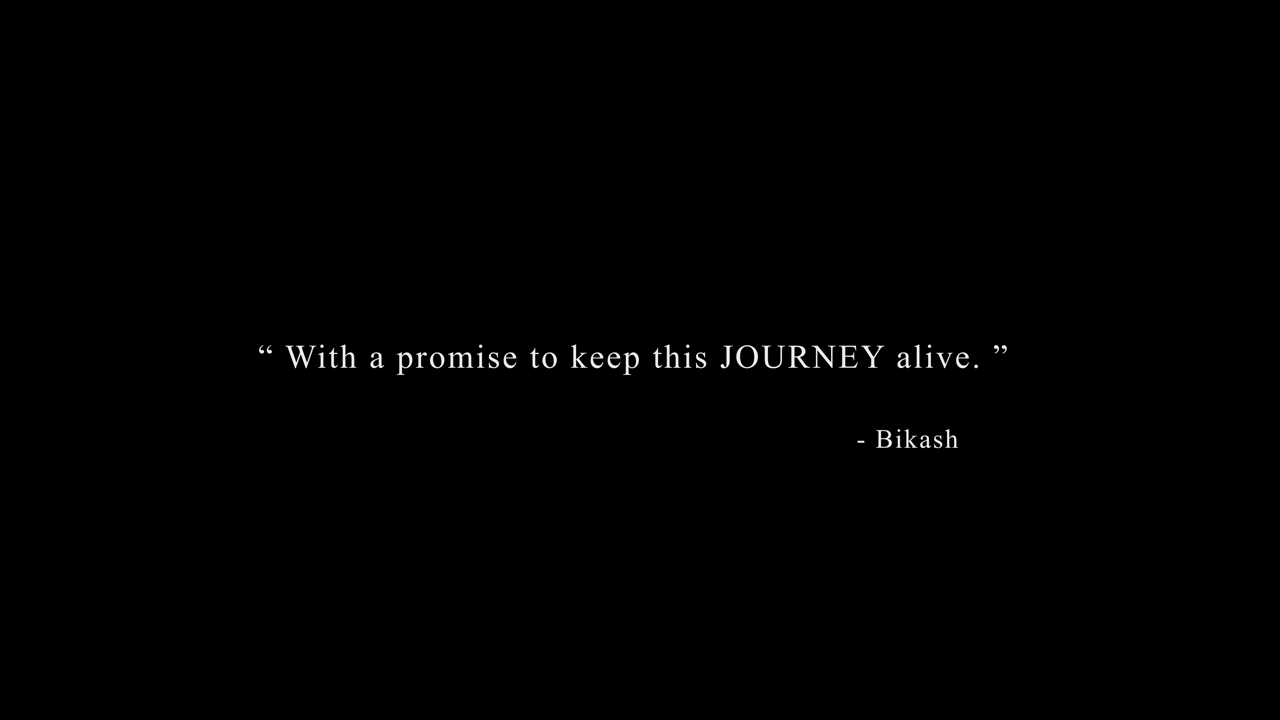 “ With a promise to keep this JOURNEY alive. ”
- Bikash